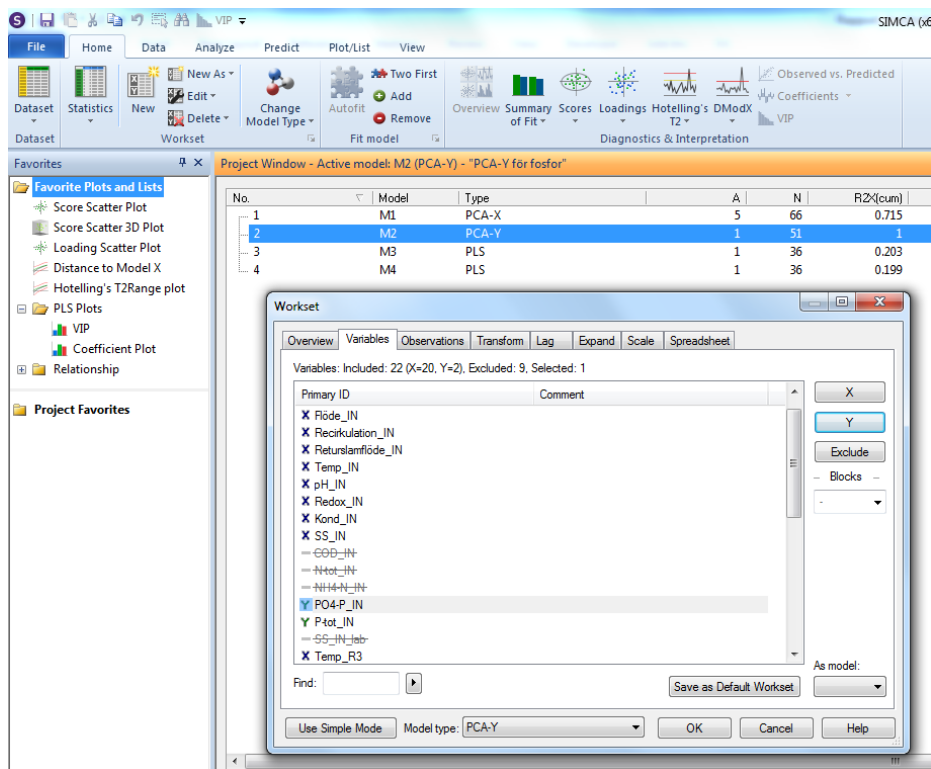 S VIP
SIMCA (x6
File Home Data Analyze Predict Plot/List View
Dataset
Statistics
New
New As
Edit
Delete
Change Model Type
Autofit
Two First
Add
Remove
Overview
Summary of Fit
Scores
Loadings
Hotelling's T2
DModX
Observed vs. Predicted
Coefficients
VIP
Dataset Workset Fit model Diagnostics & Interpretation
Favorites
Project Window - Active model: M2 (PCA-Y) - "PCA-Y för fosfor"
Favorite Plots and Lists
Score Scatter Plot
Score Scatter 3D Plot
Loading Scatter Plot
Distance to Model X
Hotelling's T2Range plot
PLS Plots
VIP
Coefficient Plot
Relationship
Project Favorites
No. Model Type A N R2X(cum)
1 M1 PCA-X 5 66 0.715
2 M2 PCA-Y 1 51 1
3 M3 PLS 1 36 0.203
4 M4 PLS 1 36 0.199
Workset
Overview Variables Observations Transform Lag Expand Scale Spreadsheet
Variables: Included: 22 (X=20, Y=2), Excluded: 9, Selected: 1
Primary ID Comment
X Flöde_IN
X Recirkulation_IN
X Returslamflöde_IN
X Temp_IN
X pH_IN
X Redox_IN
X Kond_IN
X SS_IN
COD_IN
N-tot_IN
NH4-N_IN
Y PO4-P_IN
Y P-tot_IN
SS_IN_lab
X Temp_R3
X
Y
Exclude
Blocks
-
As model:
Find:
Save as Default Workset
Use Simple Mode Model type: PCA-Y OK Cancel Help